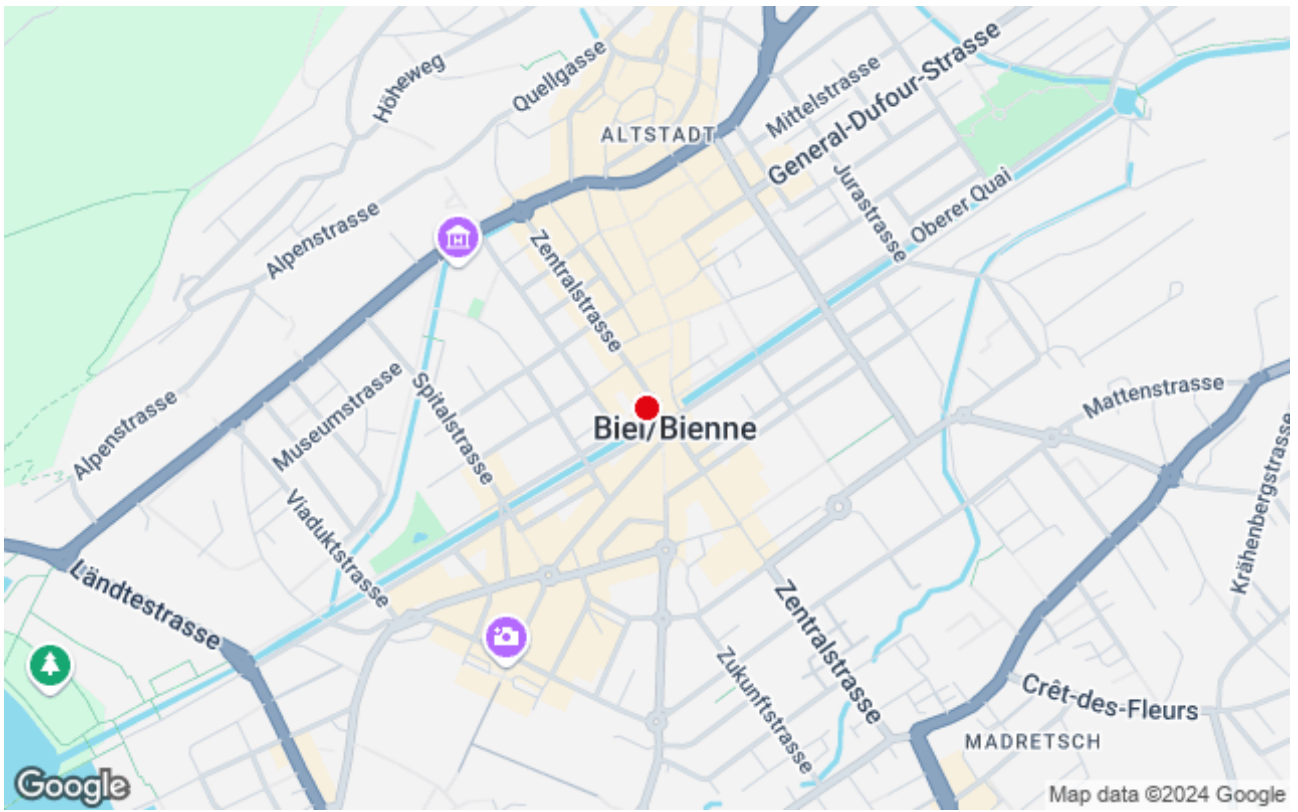 Höheweg
Quellgasse
ALTSTADT
Mittelstrasse
General-Dufour-Strasse
Jurastrasse
Oberer Quai
Alpenstrasse
Zentralstrasse
Alpenstrasse
Museumstrasse
Spitalstrasse
Mattenstrasse
Biel/Bienne
Krähenbergstrasse
Viaduktstrasse
Ländtestrasse
Zentralstrasse
Zukunftstrasse
Crêt-des-Fleurs
MADRETSCH
Google
Map data ©2024 Google